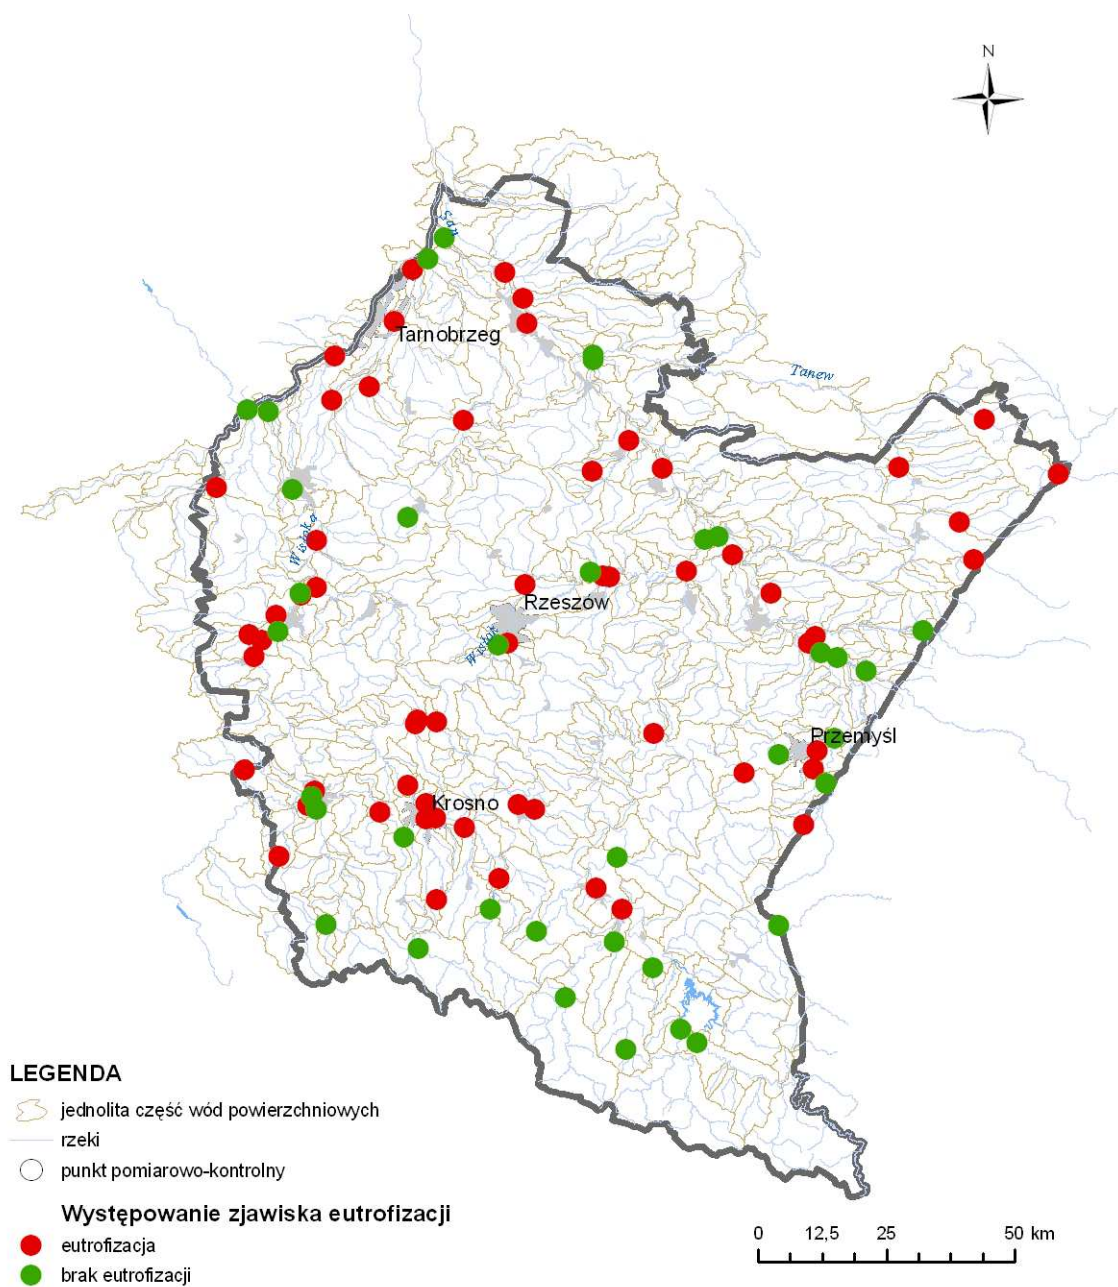 N
San
Tarnobrzeg
Tanew
Wisłoka
Rzeszów
Wisłok
Przemyśl
Krosno
LEGENDA
jednolita część wód powierzchniowych
rzeki
punkt pomiarowo-kontrolny
Występowanie zjawiska eutrofizacji
eutrofizacja
brak eutrofizacji
0 12,5 25 50 km